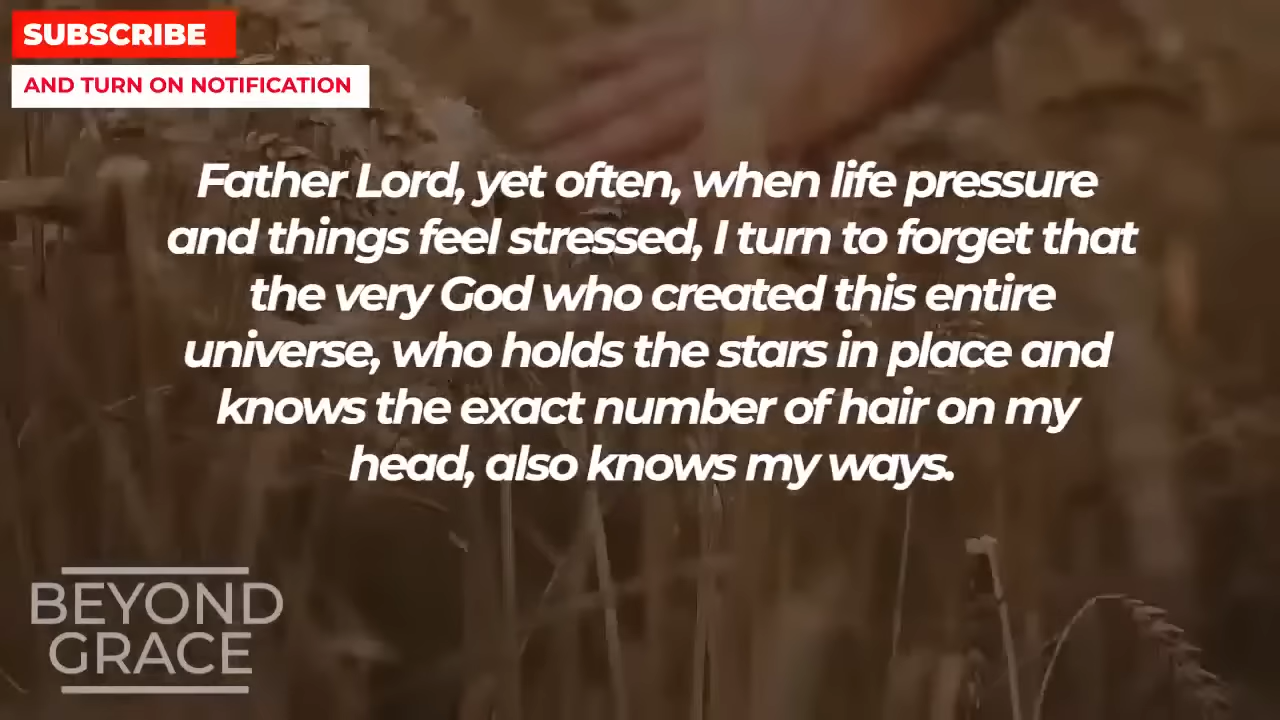 SUBSCRIBE
AND TURN ON NOTIFICATION
Father Lord, yet often, when life pressure
and things feel stressed, I turn to forget that
the very God who created this entire
universe, who holds the stars in place and
knows the exact number of hair on my
head, also knows my ways.
BEYOND
GRACE